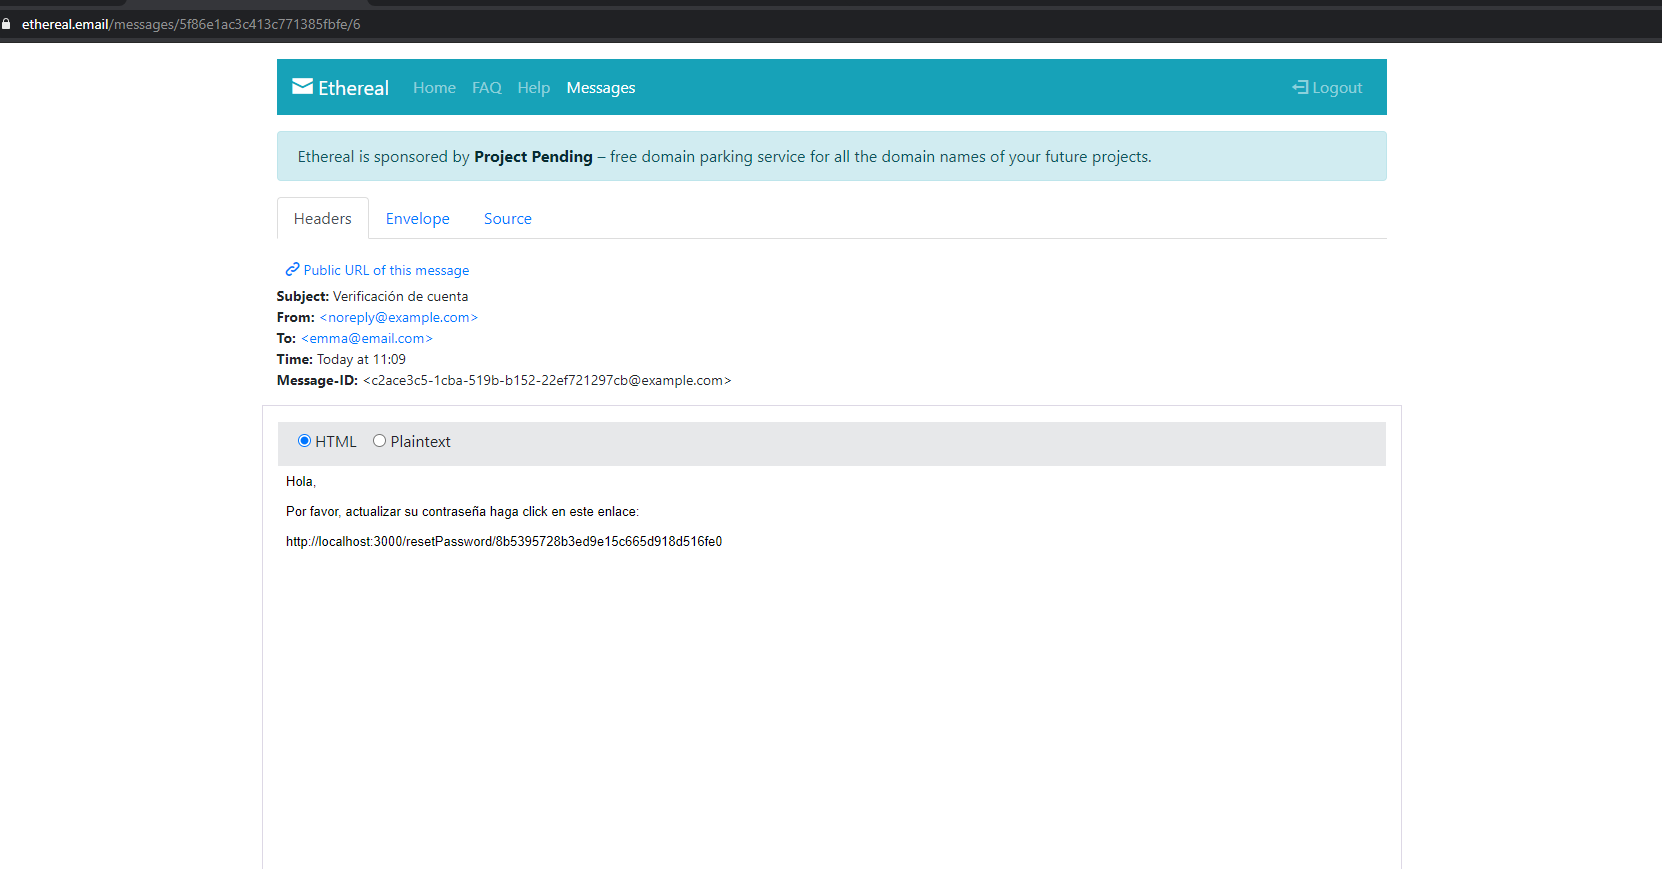 ethereal.email/messages/5f86e1ac3c413c771385fbfe/6
Ethereal Home FAQ Help Messages Logout
Ethereal is sponsored by Project Pending – free domain parking service for all the domain names of your future projects.
Headers Envelope Source
Public URL of this message
Subject: Verificación de cuenta
From: <noreply@example.com>
To: <emma@email.com>
Time: Today at 11:09
Message-ID: <c2ace3c5-1cba-519b-b152-22ef721297cb@example.com>
HTML Plaintext
Hola,
Por favor, actualizar su contraseña haga click en este enlace:
http://localhost:3000/resetPassword/8b5395728b3ed9e15c665d918d516fe0